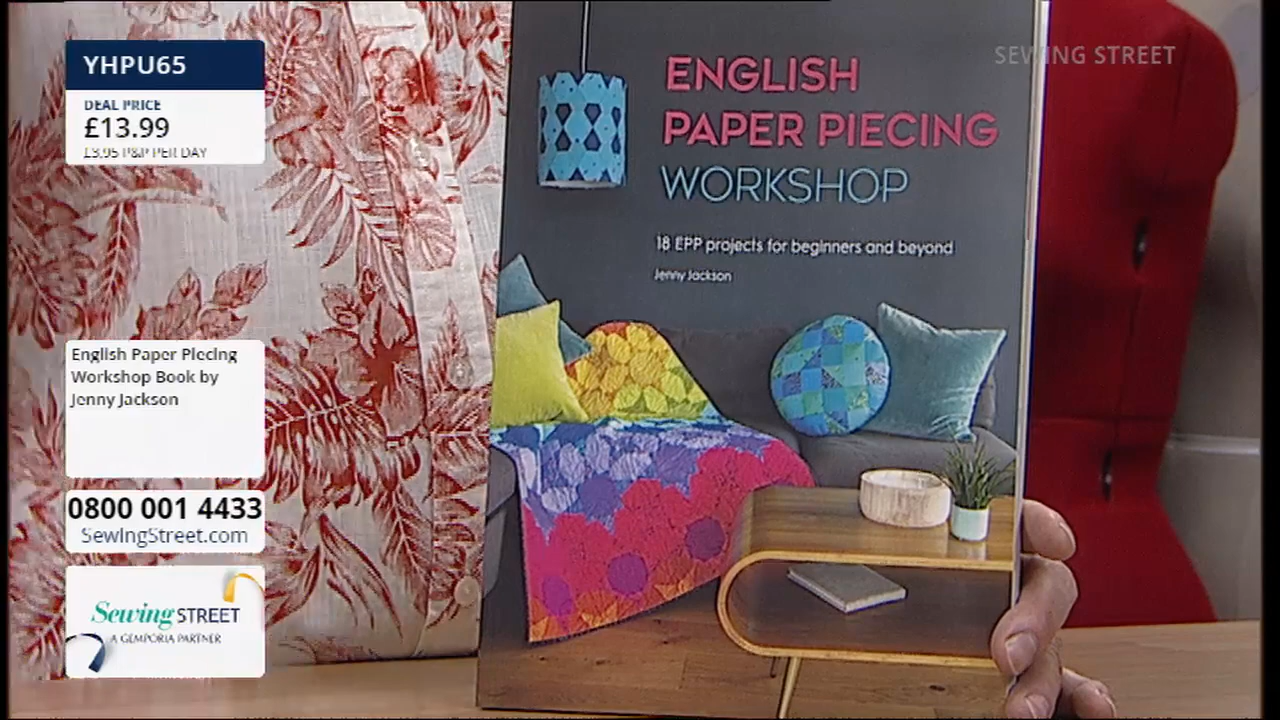 YHPU65
DEAL PRICE
£13.99
£3.95 P&P PER DAY
English Paper Piecing
Workshop Book by
Jenny Jackson
0800 001 4433
SewingStreet.com
Sewing STREET
A GEMPORIA PARTNER
SEWING STREET
ENGLISH
PAPER PIECING
WORKSHOP
18 EPP projects for beginners and beyond
Jenny Jackson